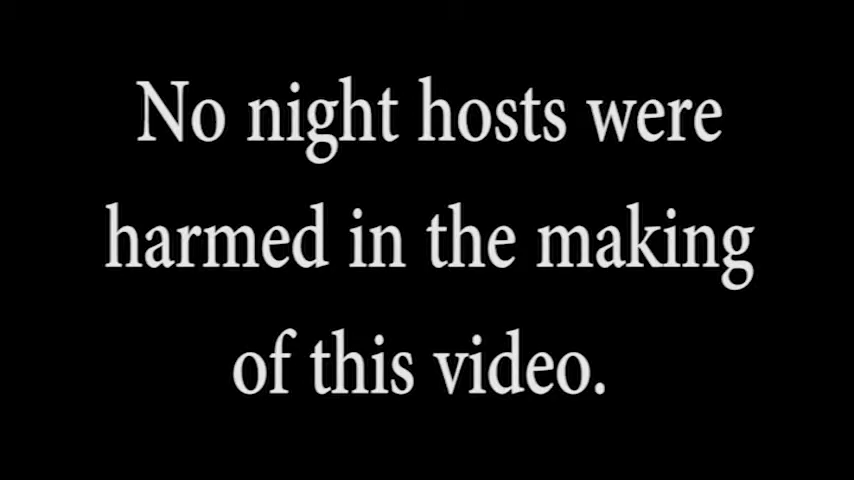 No night hosts were
harmed in the making
of this video.